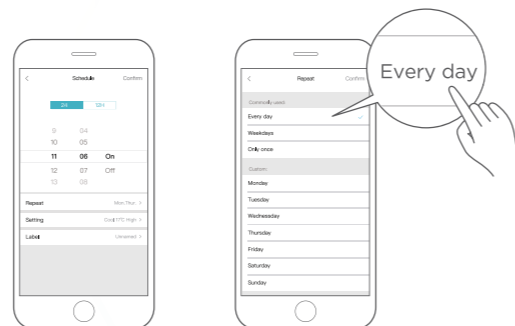 Schedule Confirm
24 12H
9 04
10 05
11 06 On
12 07 Off
13 08
Repeat Mon Thur.
Setting High
Label Unnamed
Repeat Confirm
Commonly used
Every day
Weekdays
Only once
Custom
Monday
Tuesday
Wednesday
Thursday
Friday
Saturday
Sunday
Every day